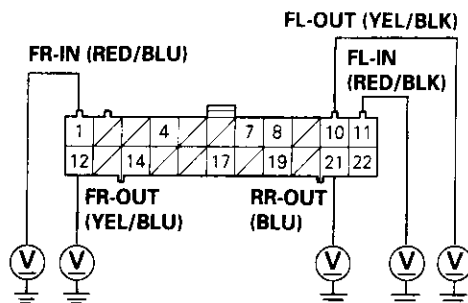 FL-OUT (YEL/BLK)
FR-IN (RED/BLU)
FL-IN
(RED/BLK)
1 4 7 8 10 11
12 14 17 19 21 22
FR-OUT
(YEL/BLU)
RR-OUT
(BLU)
V V V V V